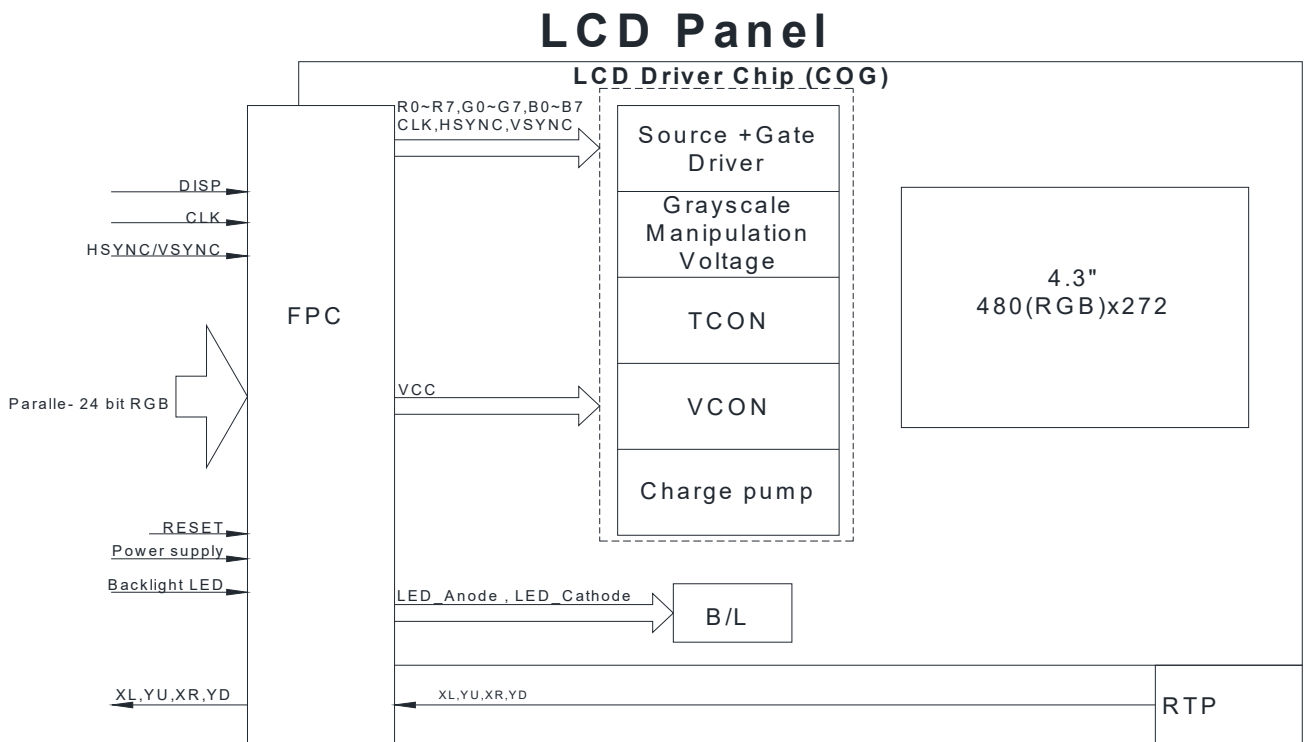 LCD Panel
LCD Driver Chip (COG)
R0~R7,G0~G7,B0~B7
CLK,HSYNC,VSYNC
Source +Gate
Driver
DISP
CLK
HSYNC/VSYNC
Grayscale
Manipulation
Voltage
4.3"
480(RGB)x272
FPC
TCON
Paralle- 24 bit RGB
VCC
VCON
Charge pump
RESET
Power supply
Backlight LED
LED_Anode , LED_Cathode
B/L
XL,YU,XR,YD
XL,YU,XR,YD
RTP